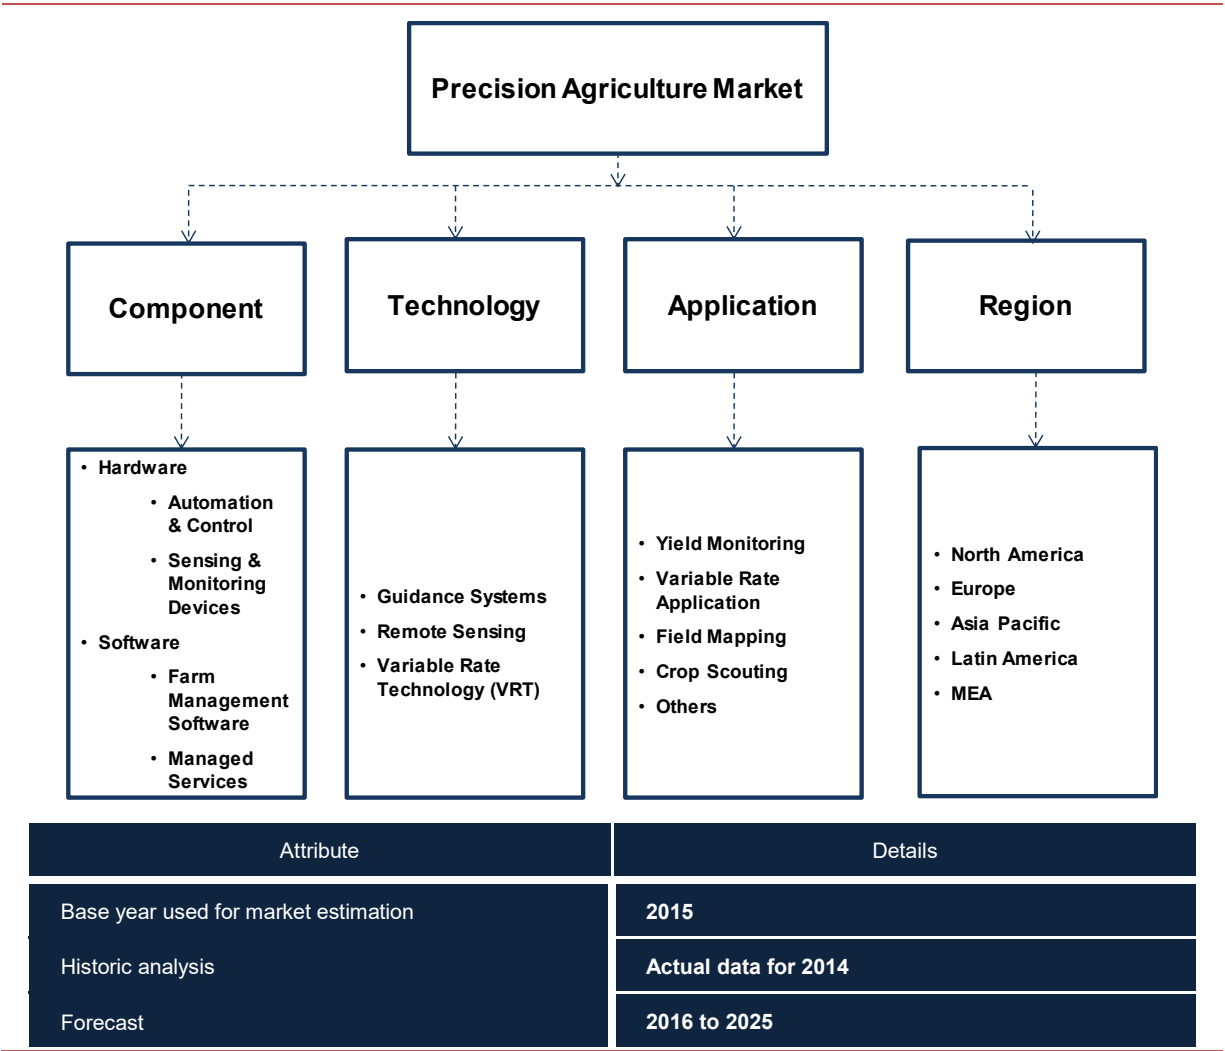 Precision Agriculture Market
Component
Technology
Application
Region
• Hardware
• Automation
& Control
• Sensing &
Monitoring
Devices
• Software
• Farm
Management
Software
• Managed
Services
• Guidance Systems
• Remote Sensing
• Variable Rate
Technology (VRT)
• Yield Monitoring
• Variable Rate
Application
• Field Mapping
• Crop Scouting
• Others
• North America
• Europe
• Asia Pacific
• Latin America
• MEA
Attribute Details
Base year used for market estimation 2015
Historic analysis Actual data for 2014
Forecast 2016 to 2025